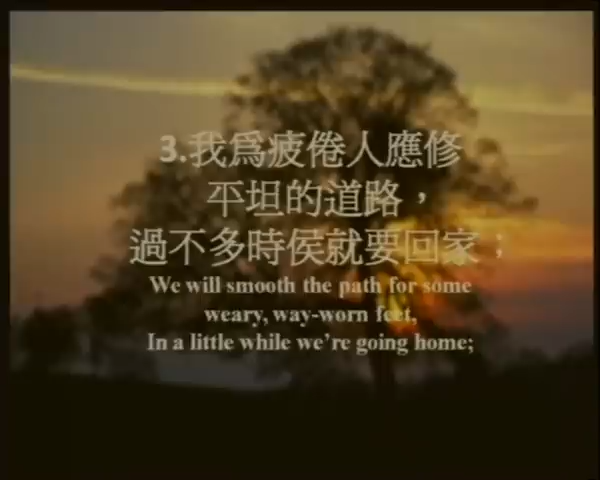 3.我爲疲倦人應修
平坦的道路，
過不多時侯就要回家；
We will smooth the path for some
weary, way-worn feet,
In a little while we’re going home;